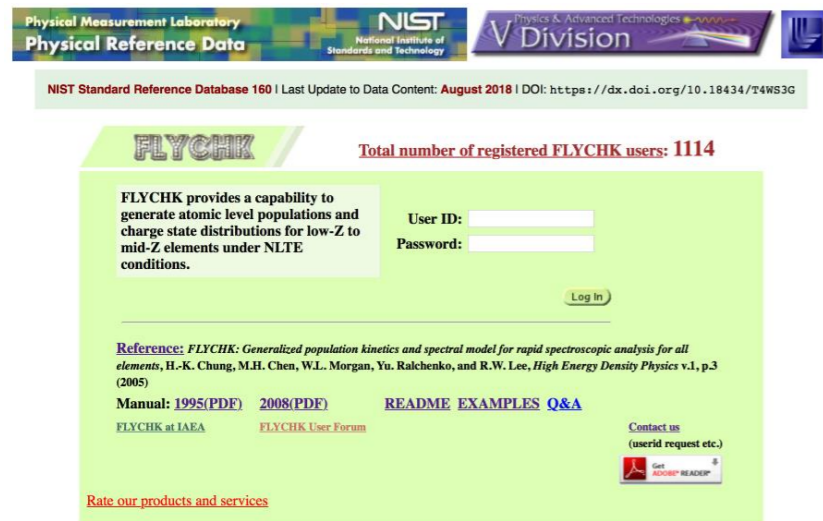 Physical Measurement Laboratory
Physical Reference Data
NIST
National Institute of
Standards and Technology
Physics & Advanced Technologies
V Division
NIST Standard Reference Database 160 | Last Update to Data Content: August 2018 | DOI: https://dx.doi.org/10.18434/T4WS3G
FLYCHK
Total number of registered FLYCHK users: 1114
FLYCHK provides a capability to
generate atomic level populations and
charge state distributions for low-Z to
mid-Z elements under NLTE
conditions.
User ID:
Password:
Log In
Reference: FLYCHK: Generalized population kinetics and spectral model for rapid spectroscopic analysis for all
elements, H.-K. Chung, M.H. Chen, W.L. Morgan, Yu. Ralchenko, and R.W. Lee, High Energy Density Physics v.1, p.3
(2005)
Manual: 1995(PDF) 2008(PDF) README EXAMPLES Q&A
FLYCHK at IAEA FLYCHK User Forum Contact us
(userid request etc.)
Get
ADOBE® READER®
Rate our products and services